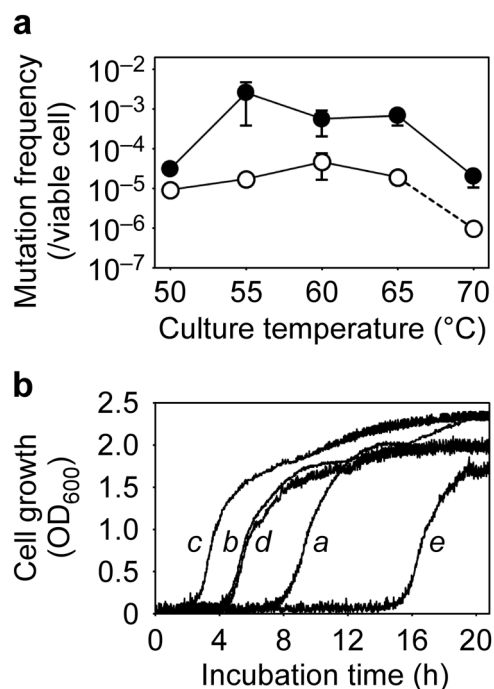 a
Mutation frequency
(/viable cell)
10⁻²
10⁻³
10⁻⁴
10⁻⁵
10⁻⁶
10⁻⁷
50 55 60 65 70
Culture temperature (°C)
b
Cell growth
(OD₆₀₀)
2.5
2.0
1.5
1.0
0.5
0
c b d a e
0 4 8 12 16 20
Incubation time (h)